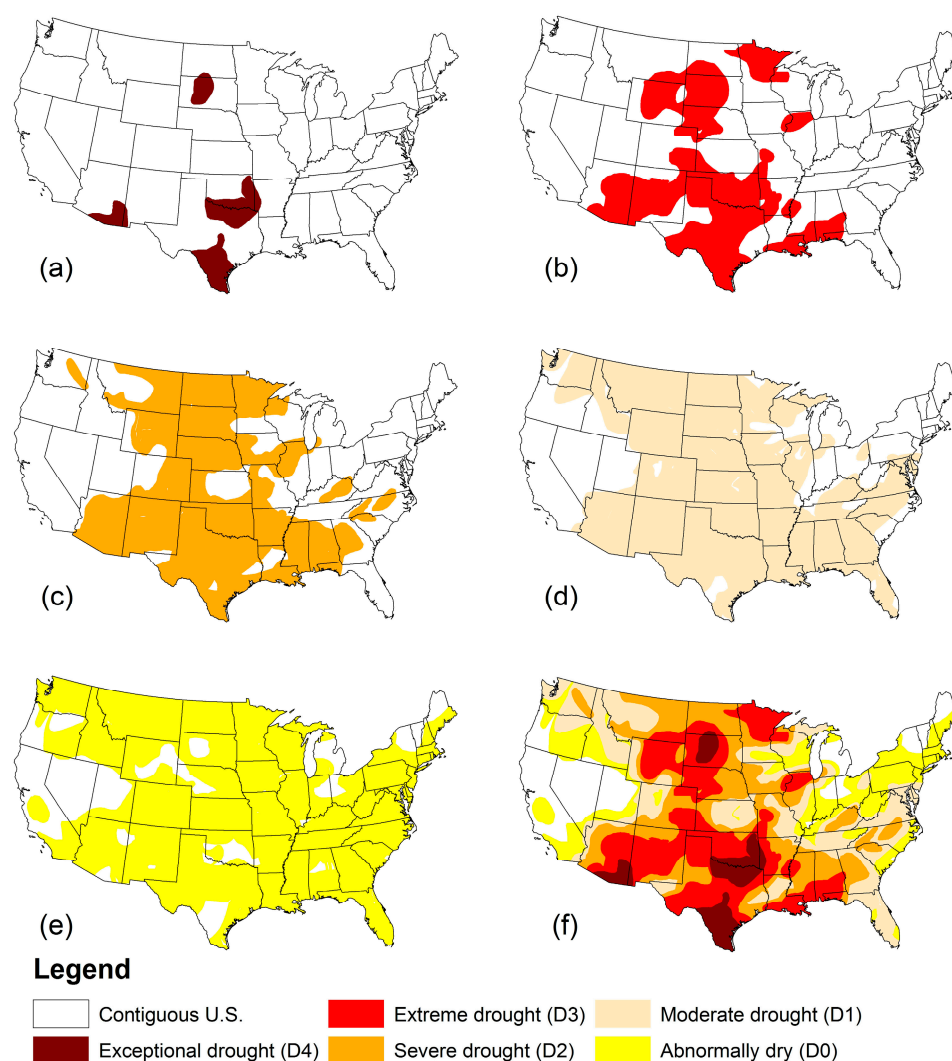 (a)
(b)
(c)
(d)
(e)
(f)
Legend
Contiguous U.S.
Extreme drought (D3)
Moderate drought (D1)
Exceptional drought (D4)
Severe drought (D2)
Abnormally dry (D0)